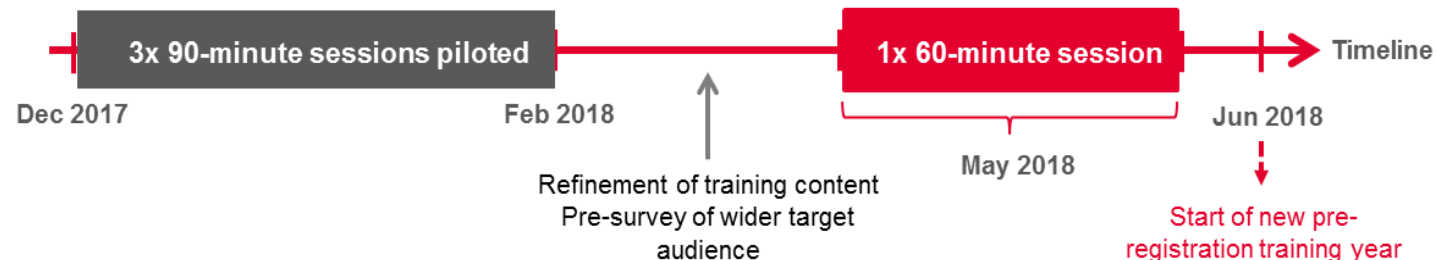 3x 90-minute sessions piloted
1x 60-minute session
Timeline
Dec 2017
Feb 2018
Jun 2018
May 2018
Refinement of training content
Pre-survey of wider target
audience
Start of new pre-
registration training year